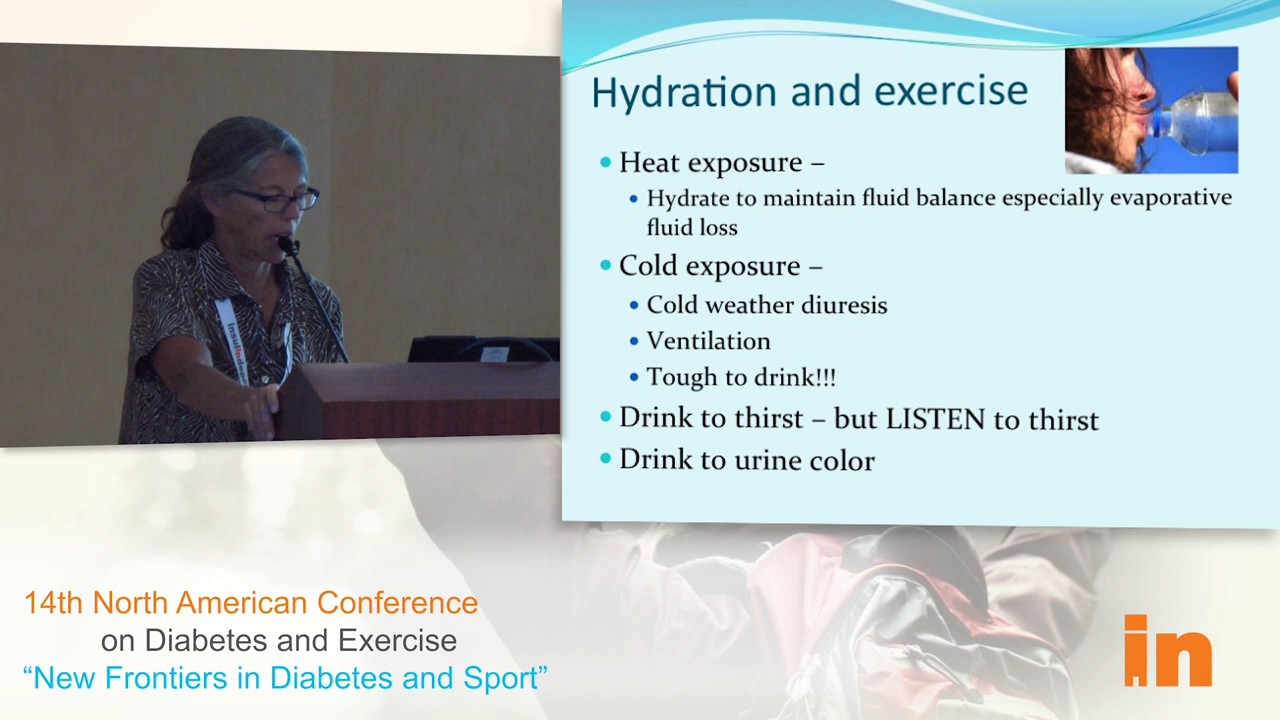 Hydration and exercise
• Heat exposure –
• Hydrate to maintain fluid balance especially evaporative
fluid loss
• Cold exposure –
• Cold weather diuresis
• Ventilation
• Tough to drink!!!
• Drink to thirst – but LISTEN to thirst
• Drink to urine color
14th North American Conference
on Diabetes and Exercise
“New Frontiers in Diabetes and Sport”
in